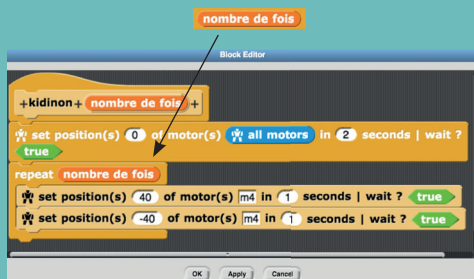 nombre de fois
Block Editor
+kidinon+ nombre de fois +
set position(s) 0 of motor(s) all motors in 2 seconds | wait ?
true
repeat nombre de fois
set position(s) 40 of motor(s) m4 in 1 seconds | wait ? true
set position(s) -40 of motor(s) m4 in 1 seconds | wait ? true
OK Apply Cancel